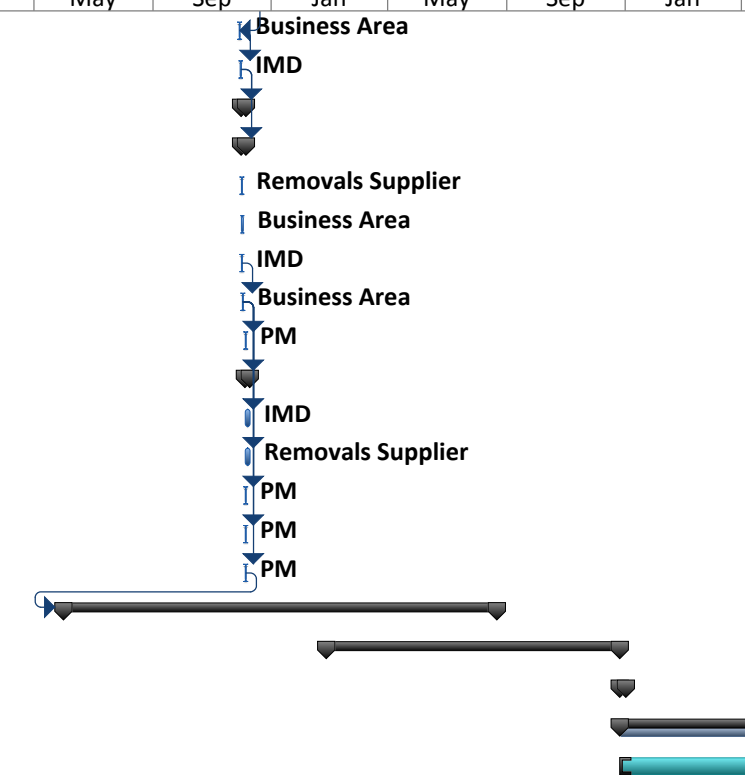 May Sep Jan May Sep Jan
Business Area
IMD
Removals Supplier
Business Area
IMD
Business Area
PM
IMD
Removals Supplier
PM
PM
PM